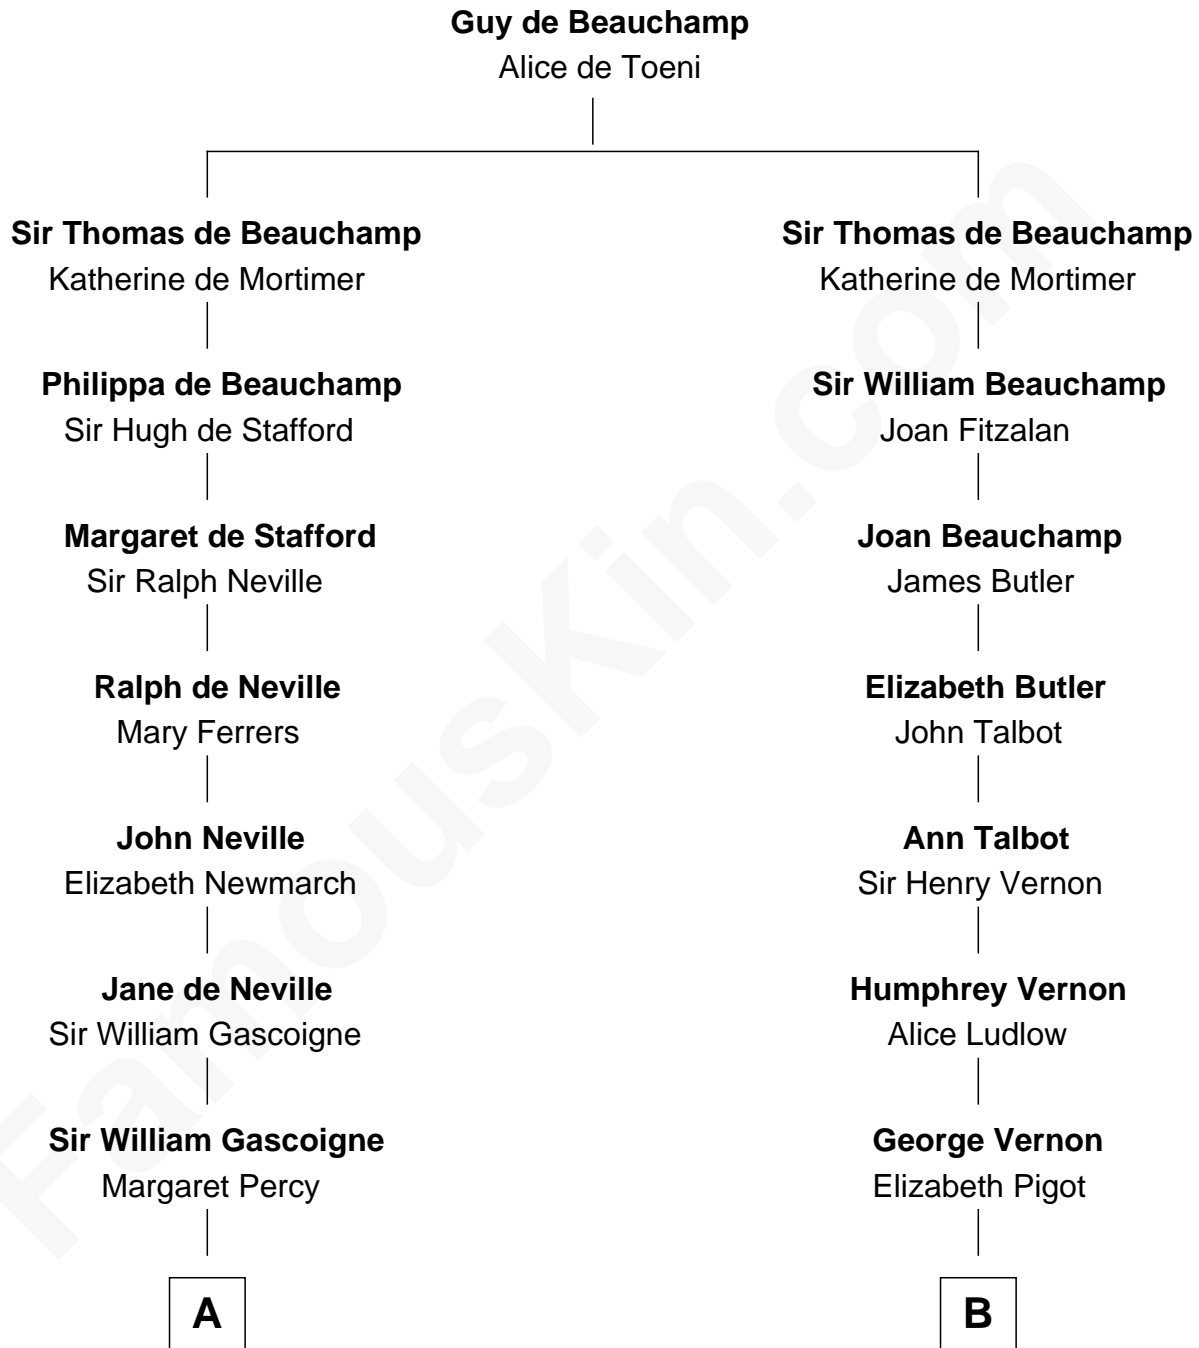 Guy de Beauchamp
Alice de Toeni
Sir Thomas de Beauchamp
Katherine de Mortimer
Sir Thomas de Beauchamp
Katherine de Mortimer
Philippa de Beauchamp
Sir Hugh de Stafford
Sir William Beauchamp
Joan Fitzalan
Margaret de Stafford
Sir Ralph Neville
Joan Beauchamp
James Butler
Ralph de Neville
Mary Ferrers
Elizabeth Butler
John Talbot
John Neville
Elizabeth Newmarch
Ann Talbot
Sir Henry Vernon
Jane de Neville
Sir William Gascoigne
Humphrey Vernon
Alice Ludlow
Sir William Gascoigne
Margaret Percy
George Vernon
Elizabeth Pigot
A
B
FamousKin.com